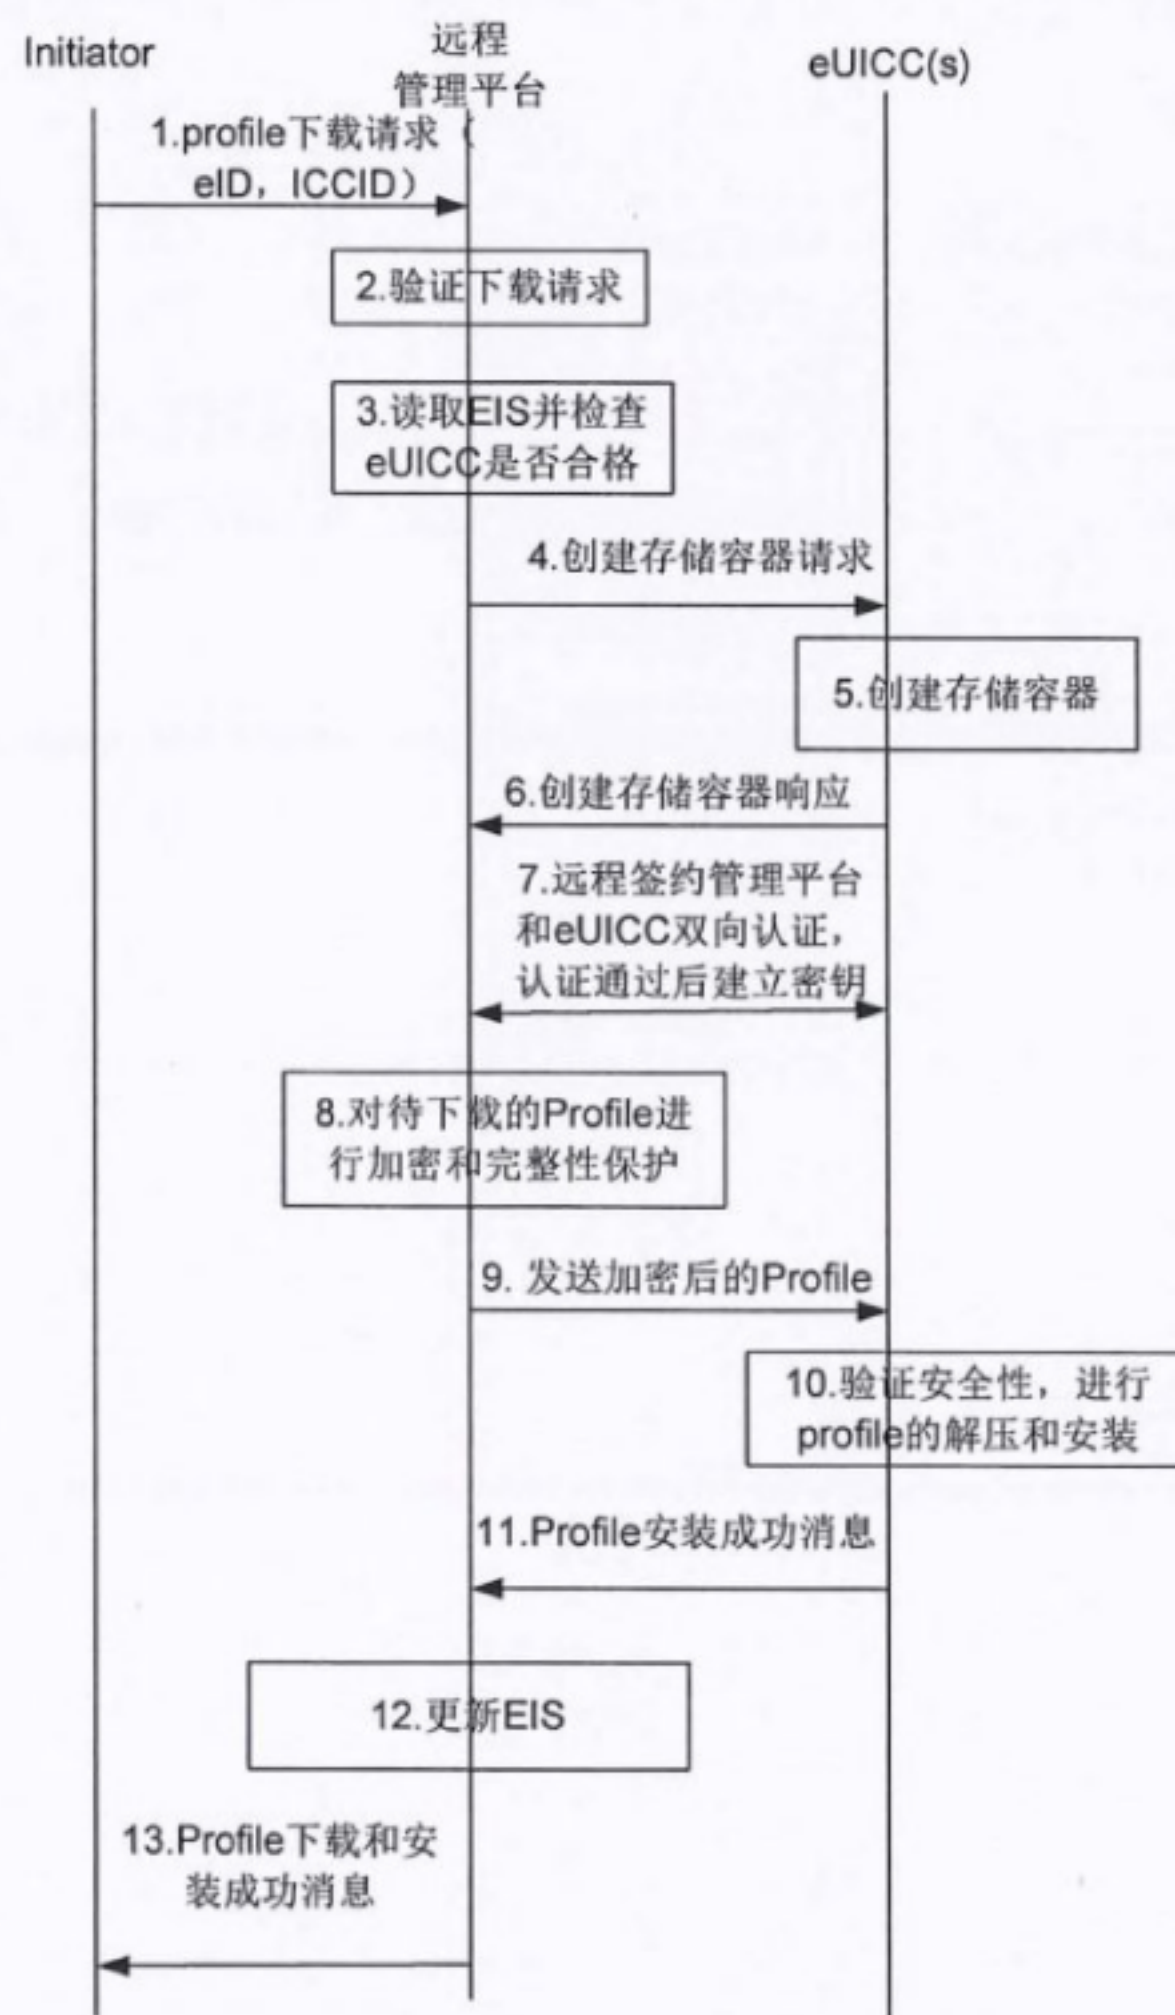 Initiator
远程
管理平台
eUICC(s)
1.profile下载请求（
eID，ICCID）
2.验证下载请求
3.读取EIS并检查
eUICC是否合格
4.创建存储容器请求
5.创建存储容器
6.创建存储容器响应
7.远程签约管理平台
和eUICC双向认证，
认证通过后建立密钥
8.对待下载的Profile进
行加密和完整性保护
9. 发送加密后的Profile
10.验证安全性，进行
profile的解压和安装
11.Profile安装成功消息
12.更新EIS
13.Profile下载和安
装成功消息